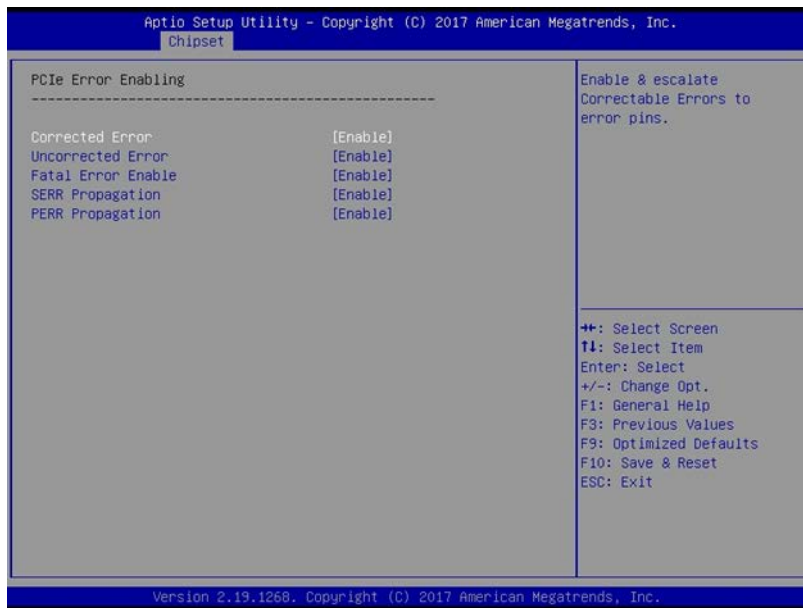 Aptio Setup Utility – Copyright (C) 2017 American Megatrends, Inc.
Chipset
PCIe Error Enabling
--------------------------------------------------
Corrected Error [Enable]
Uncorrected Error [Enable]
Fatal Error Enable [Enable]
SERR Propagation [Enable]
PERR Propagation [Enable]
Enable & escalate
Correctable Errors to
error pins.
→←: Select Screen
↑↓: Select Item
Enter: Select
+/-: Change Opt.
F1: General Help
F3: Previous Values
F9: Optimized Defaults
F10: Save & Reset
ESC: Exit
Version 2.19.1268. Copyright (C) 2017 American Megatrends, Inc.